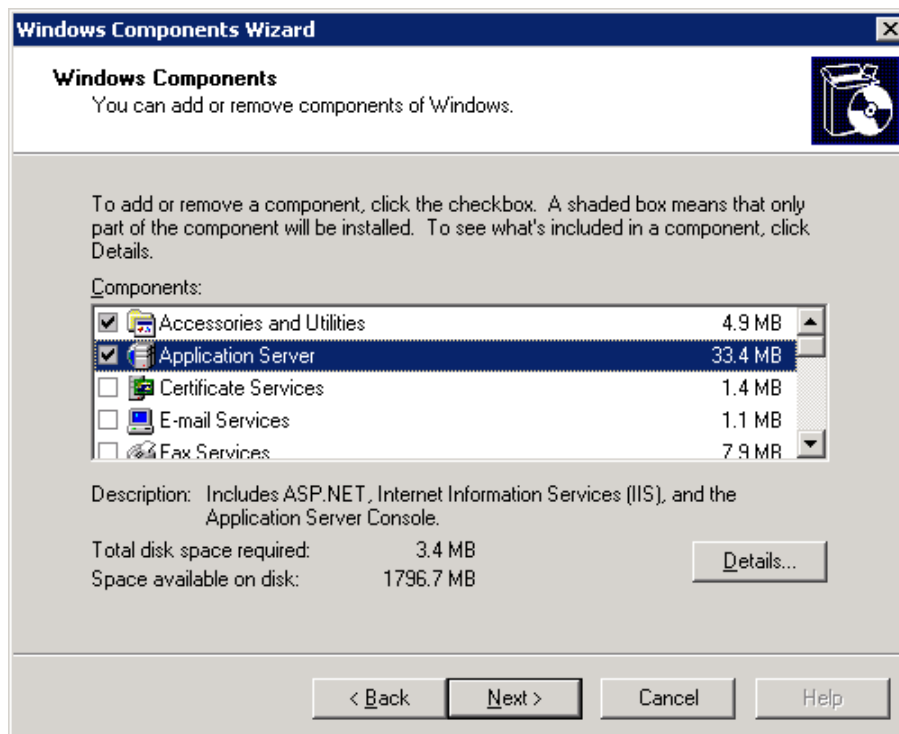 Windows Components Wizard
Windows Components
You can add or remove components of Windows.
To add or remove a component, click the checkbox. A shaded box means that only
part of the component will be installed. To see what's included in a component, click
Details.
Components:
Accessories and Utilities 4.9 MB
Application Server 33.4 MB
Certificate Services 1.4 MB
E-mail Services 1.1 MB
Fax Services 7.9 MB
Description: Includes ASP.NET, Internet Information Services (IIS), and the
Application Server Console.
Total disk space required: 3.4 MB
Space available on disk: 1796.7 MB
Details...
< Back Next > Cancel Help